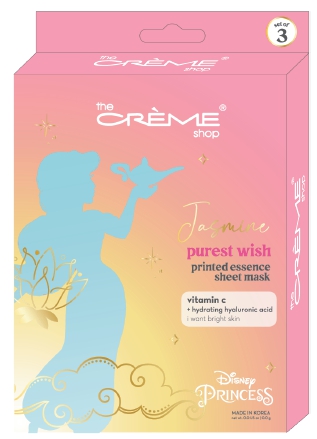 set of
3
the
CRÈME®
shop
the
CRÈME®
shop
Jasmine
purest wish
printed essence
sheet mask
vitamin c
+ hydrating hyaluronic acid
i want bright skin
Disney
PRINCESS
MADE IN KOREA